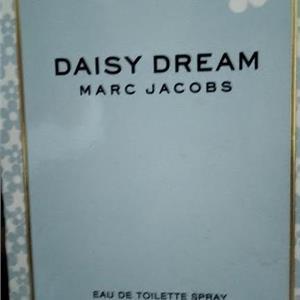 DAISY DREAM
MARC JACOBS
EAU DE TOILETTE SPRAY